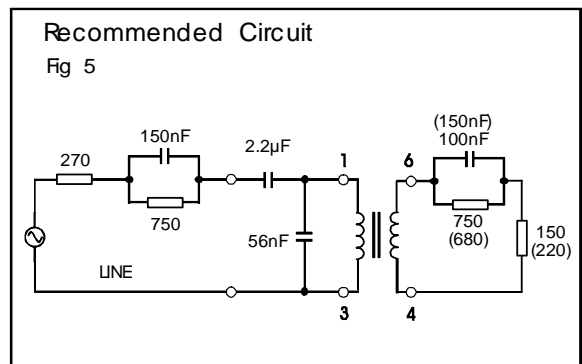 Recommended Circuit
Fig 5
150nF
2.2µF
1
6
(150nF)
100nF
270
750
56nF
750
(680)
150
(220)
LINE
3
4